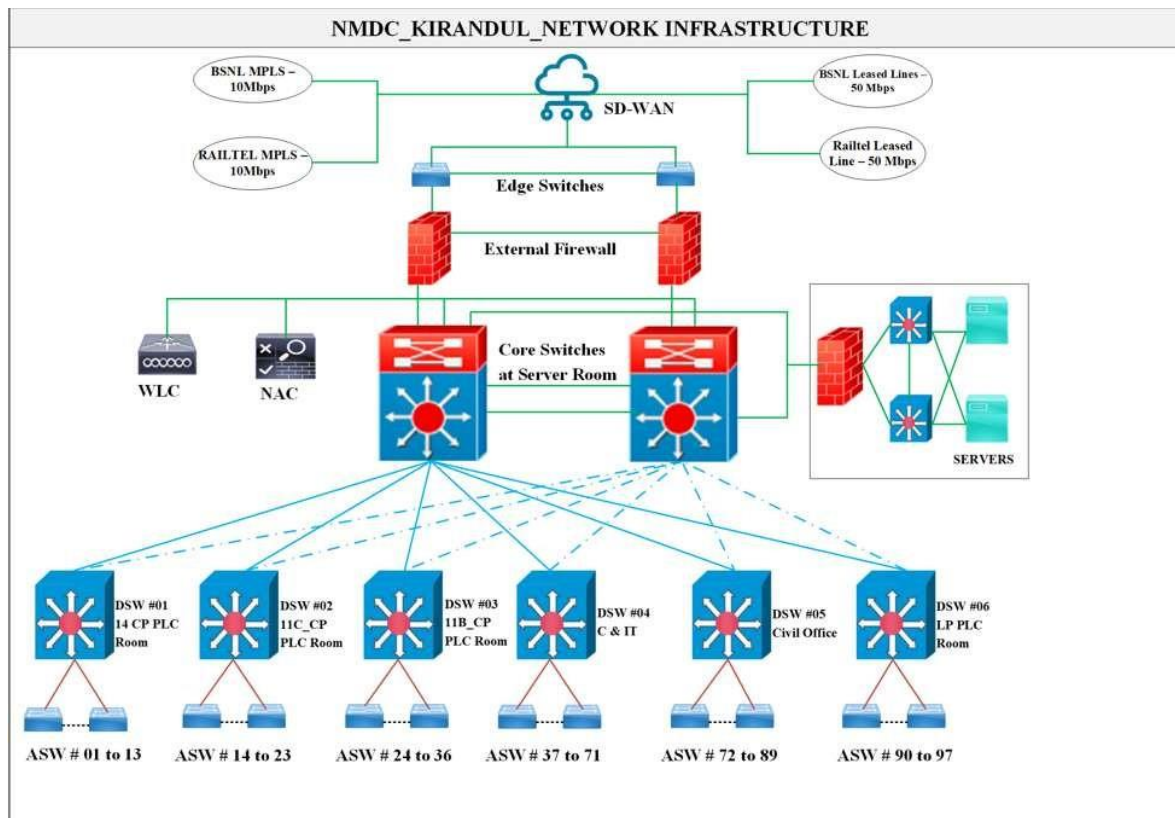 NMDC_KIRANDUL_NETWORK INFRASTRUCTURE
BSNL MPLS –
10Mbps
BSNL Leased Lines –
50 Mbps
SD-WAN
RAILTEL MPLS –
10Mbps
Railtel Leased
Line – 50 Mbps
Edge Switches
External Firewall
WLC
NAC
Core Switches
at Server Room
SERVERS
DSW #01
14 CP PLC
Room
DSW #02
11C_CP
PLC Room
DSW #03
11B_CP
PLC Room
DSW #04
C & IT
DSW #05
Civil Office
DSW #06
LP PLC
Room
ASW # 01 to 13
ASW # 14 to 23
ASW # 24 to 36
ASW # 37 to 71
ASW # 72 to 89
ASW # 90 to 97